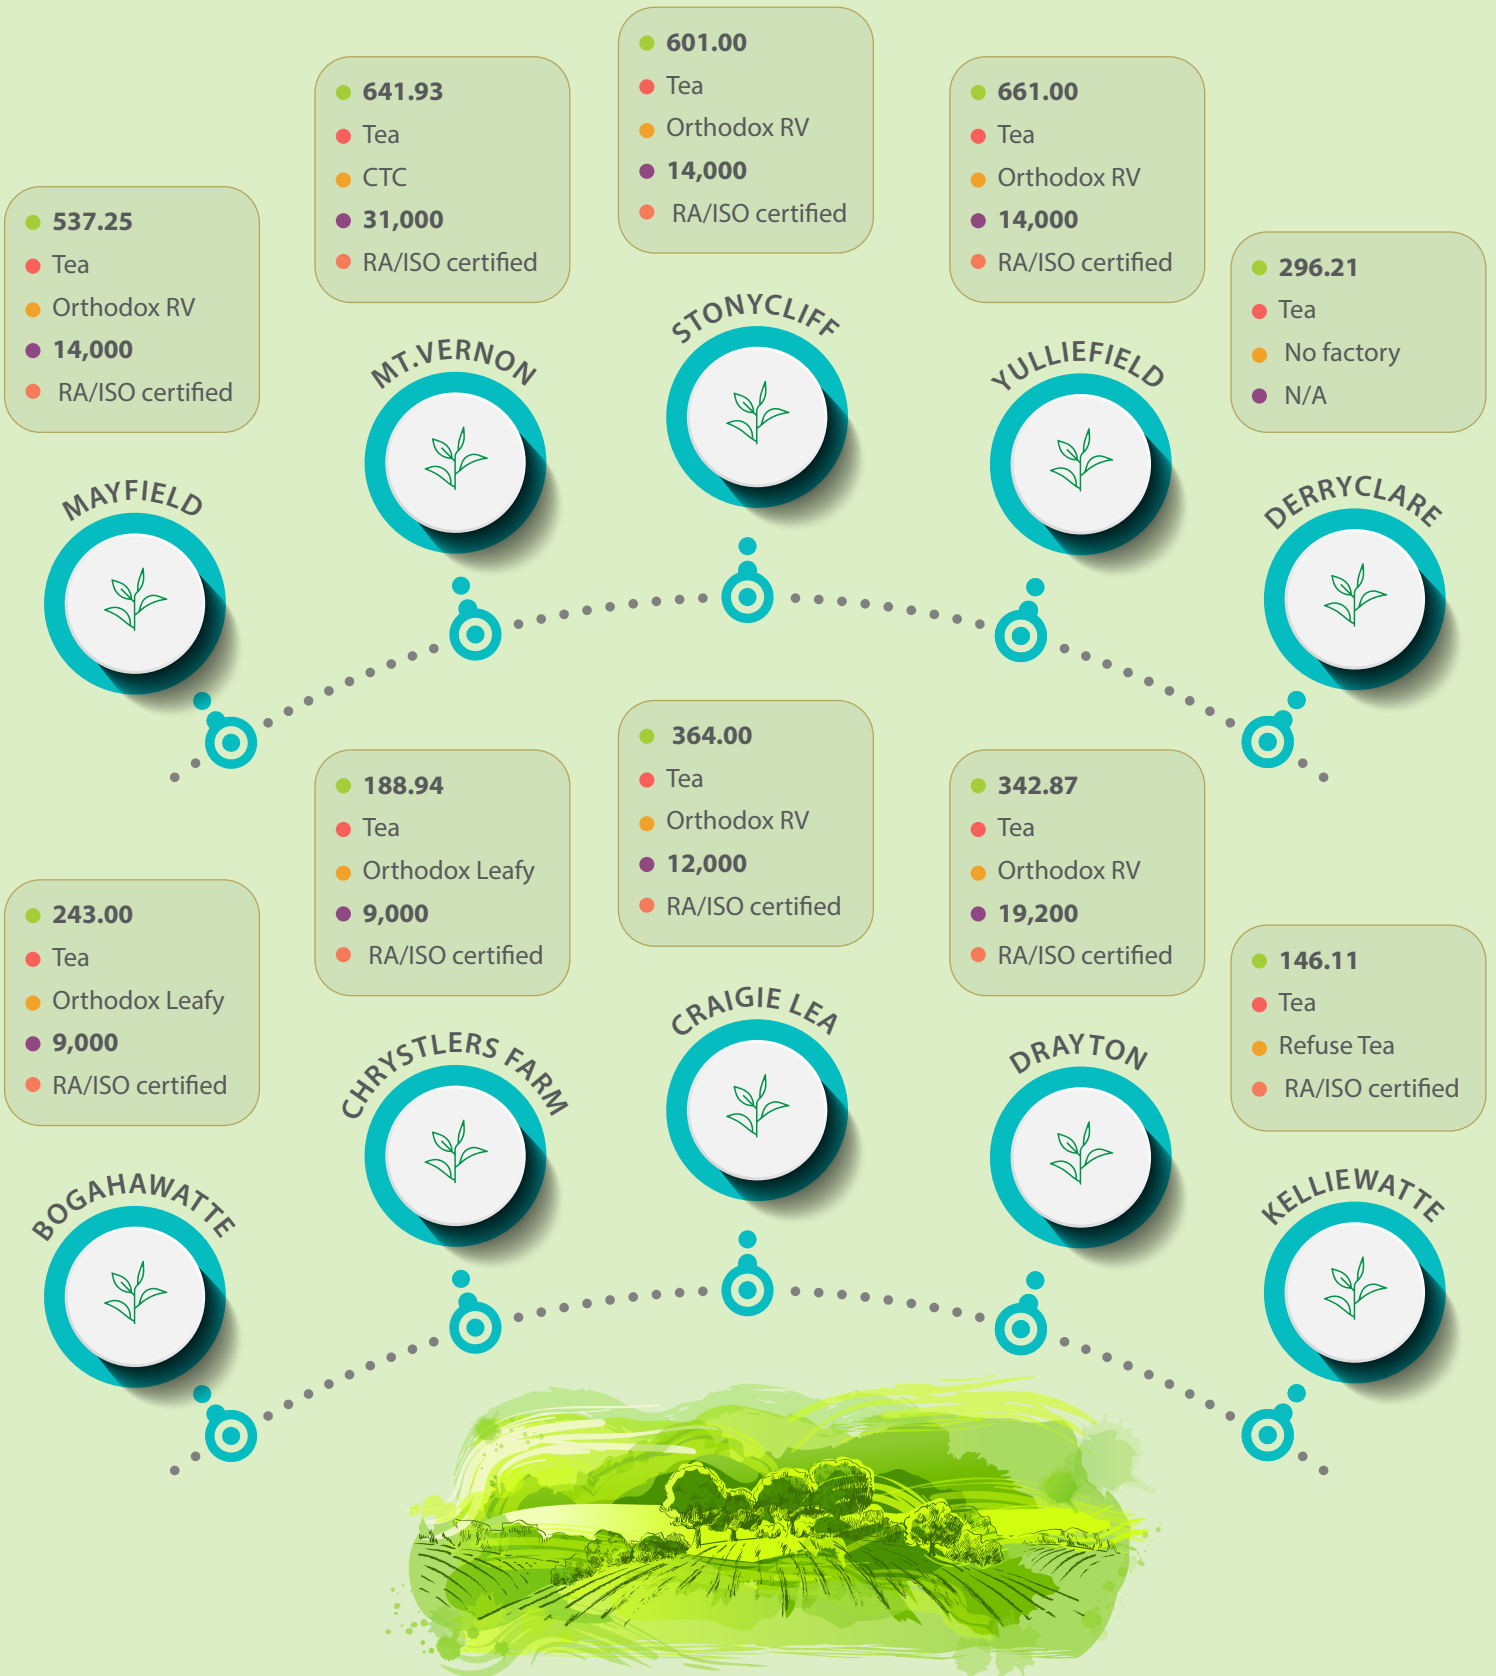 537.25
Tea
Orthodox RV
14,000
RA/ISO certified
MAYFIELD
641.93
Tea
CTC
31,000
RA/ISO certified
MT.VERNON
601.00
Tea
Orthodox RV
14,000
RA/ISO certified
STONYCLIFF
661.00
Tea
Orthodox RV
14,000
RA/ISO certified
YULLIEFIELD
296.21
Tea
No factory
N/A
DERRYCLARE
243.00
Tea
Orthodox Leafy
9,000
RA/ISO certified
BOGAHAWATTE
188.94
Tea
Orthodox Leafy
9,000
RA/ISO certified
CHRYSTLERS FARM
364.00
Tea
Orthodox RV
12,000
RA/ISO certified
CRAIGIE LEA
342.87
Tea
Orthodox RV
19,200
RA/ISO certified
DRAYTON
146.11
Tea
Refuse Tea
RA/ISO certified
KELLIEWATTE